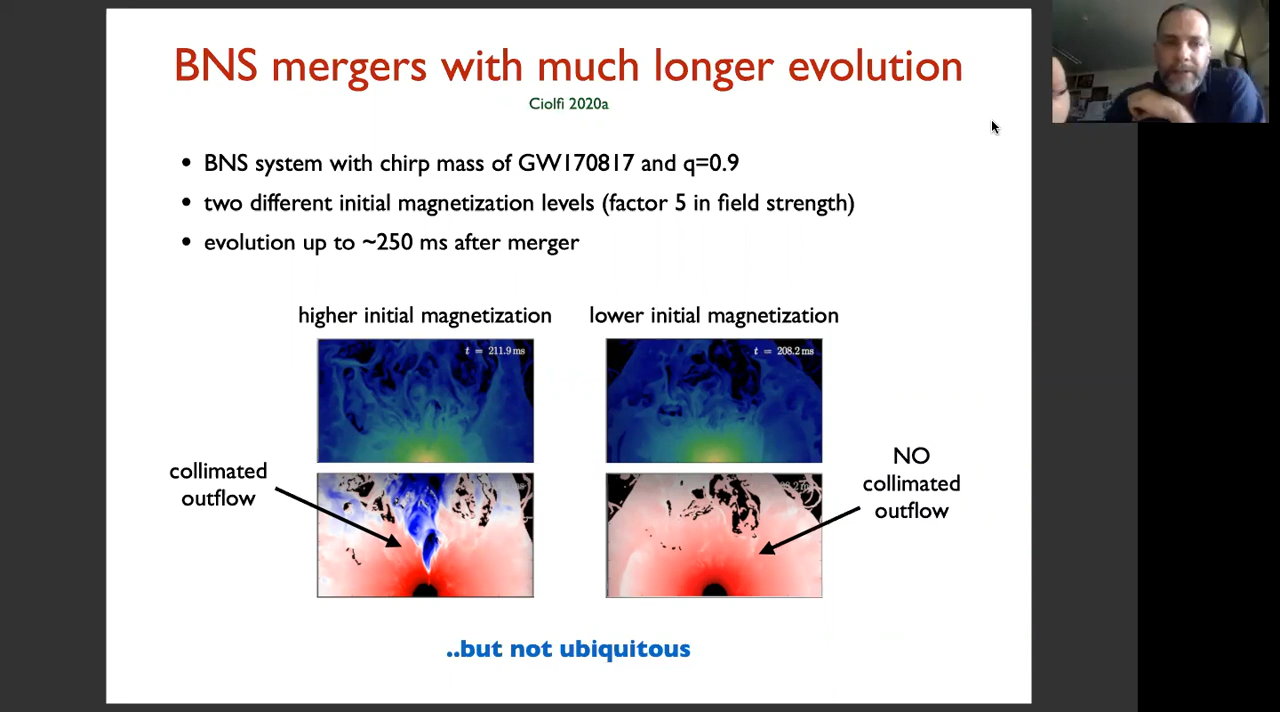 BNS mergers with much longer evolution
Ciolfi 2020a
• BNS system with chirp mass of GW170817 and q=0.9
• two different initial magnetization levels (factor 5 in field strength)
• evolution up to ~250 ms after merger
higher initial magnetization
lower initial magnetization
t = 211.9 ms
t = 208.2 ms
collimated
outflow
NO
collimated
outflow
..but not ubiquitous